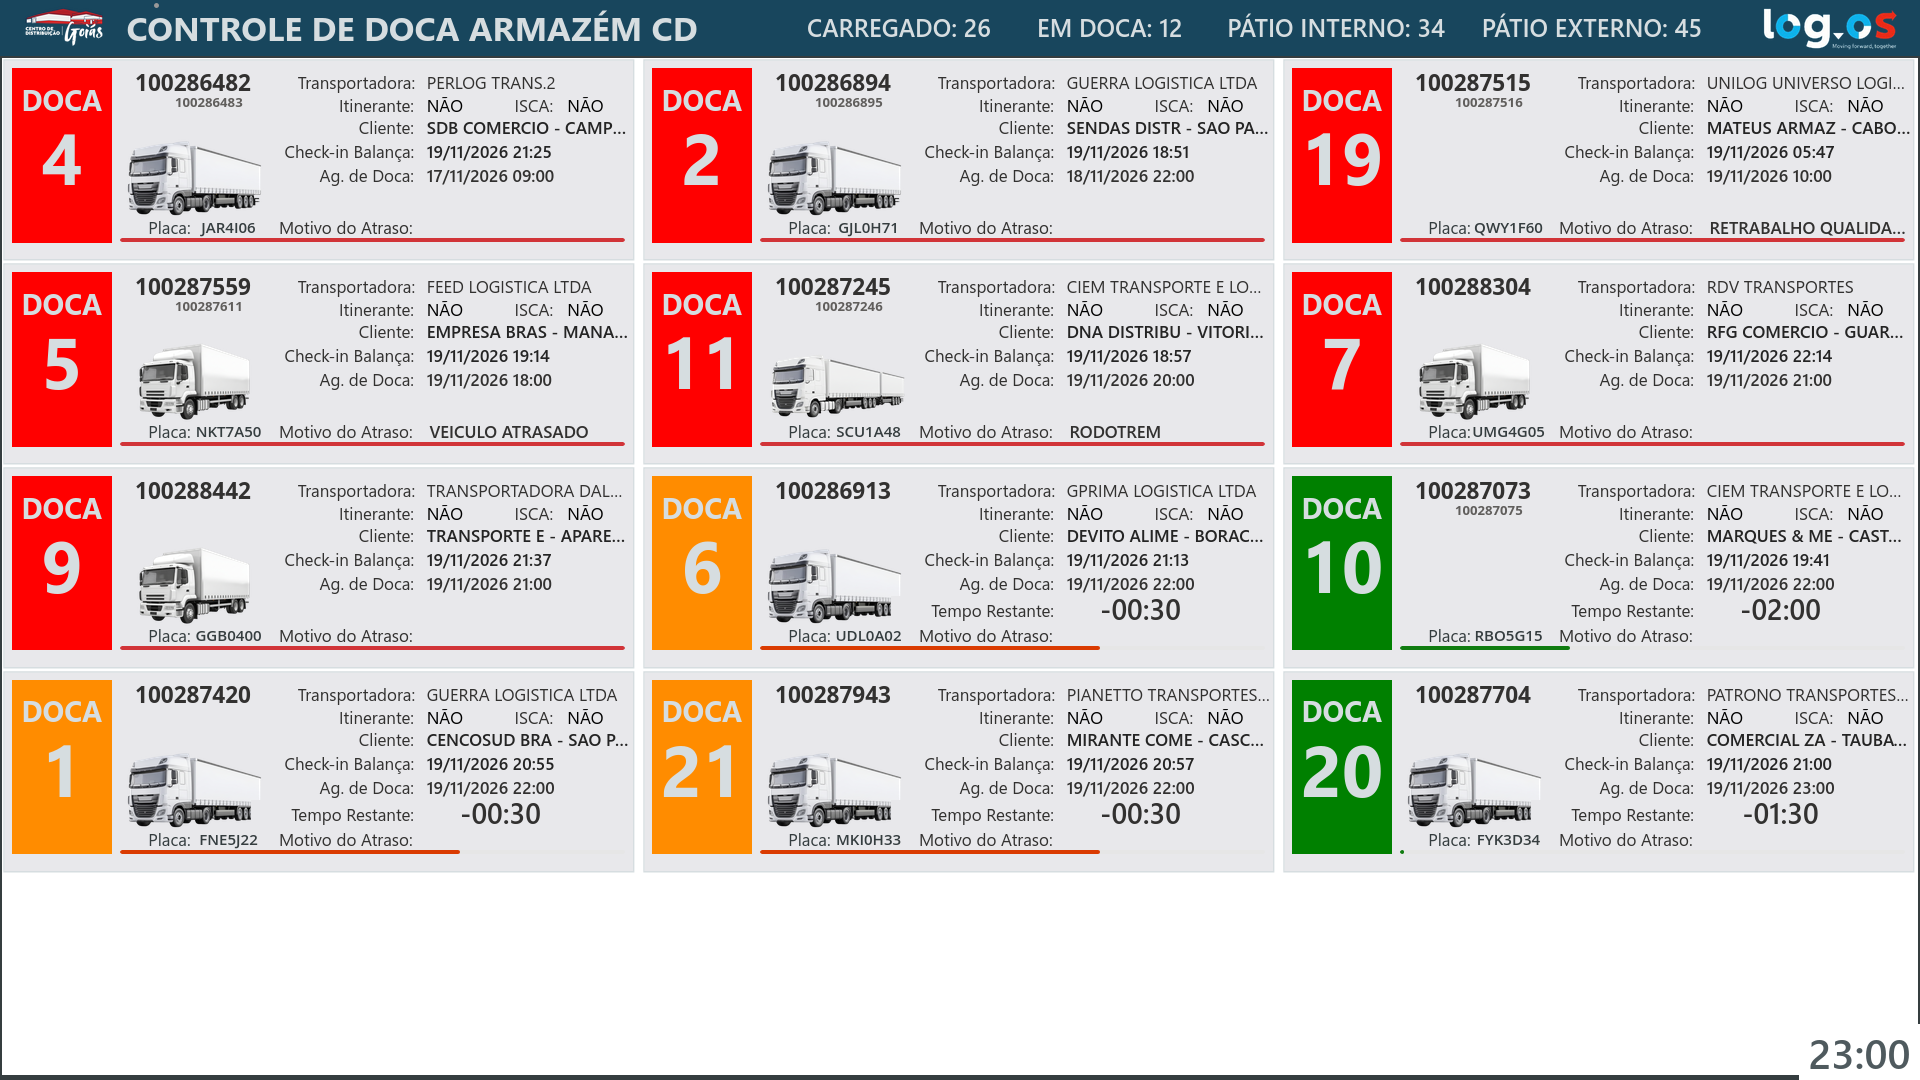 CENTRO DE DISTRIBUIÇÃO Goiás
CONTROLE DE DOCA ARMAZÉM CD
CARREGADO: 26 EM DOCA: 12 PÁTIO INTERNO: 34 PÁTIO EXTERNO: 45
log.os
Moving forward, together
DOCA
4
100286482
100286483
Transportadora: PERLOG TRANS.2
Itinerante: NÃO ISCA: NÃO
Cliente: SDB COMERCIO - CAMP...
Check-in Balança: 19/11/2026 21:25
Ag. de Doca: 17/11/2026 09:00
Placa: JAR4I06 Motivo do Atraso:
DOCA
2
100286894
100286895
Transportadora: GUERRA LOGISTICA LTDA
Itinerante: NÃO ISCA: NÃO
Cliente: SENDAS DISTR - SAO PA...
Check-in Balança: 19/11/2026 18:51
Ag. de Doca: 18/11/2026 22:00
Placa: GJL0H71 Motivo do Atraso:
DOCA
19
100287515
100287516
Transportadora: UNILOG UNIVERSO LOGI...
Itinerante: NÃO ISCA: NÃO
Cliente: MATEUS ARMAZ - CABO...
Check-in Balança: 19/11/2026 05:47
Ag. de Doca: 19/11/2026 10:00
Placa: QWY1F60 Motivo do Atraso: RETRABALHO QUALIDA...
DOCA
5
100287559
100287611
Transportadora: FEED LOGISTICA LTDA
Itinerante: NÃO ISCA: NÃO
Cliente: EMPRESA BRAS - MANA...
Check-in Balança: 19/11/2026 19:14
Ag. de Doca: 19/11/2026 18:00
Placa: NKT7A50 Motivo do Atraso: VEICULO ATRASADO
DOCA
11
100287245
100287246
Transportadora: CIEM TRANSPORTE E LO...
Itinerante: NÃO ISCA: NÃO
Cliente: DNA DISTRIBU - VITORI...
Check-in Balança: 19/11/2026 18:57
Ag. de Doca: 19/11/2026 20:00
Placa: SCU1A48 Motivo do Atraso: RODOTREM
DOCA
7
100288304
Transportadora: RDV TRANSPORTES
Itinerante: NÃO ISCA: NÃO
Cliente: RFG COMERCIO - GUAR...
Check-in Balança: 19/11/2026 22:14
Ag. de Doca: 19/11/2026 21:00
Placa: UMG4G05 Motivo do Atraso:
DOCA
9
100288442
Transportadora: TRANSPORTADORA DAL...
Itinerante: NÃO ISCA: NÃO
Cliente: TRANSPORTE E - APARE...
Check-in Balança: 19/11/2026 21:37
Ag. de Doca: 19/11/2026 21:00
Placa: GGB0400 Motivo do Atraso:
DOCA
6
100286913
Transportadora: GPRIMA LOGISTICA LTDA
Itinerante: NÃO ISCA: NÃO
Cliente: DEVITO ALIME - BORAC...
Check-in Balança: 19/11/2026 21:13
Ag. de Doca: 19/11/2026 22:00
Tempo Restante: -00:30
Placa: UDL0A02 Motivo do Atraso:
DOCA
10
100287073
100287075
Transportadora: CIEM TRANSPORTE E LO...
Itinerante: NÃO ISCA: NÃO
Cliente: MARQUES & ME - CAST...
Check-in Balança: 19/11/2026 19:41
Ag. de Doca: 19/11/2026 22:00
Tempo Restante: -02:00
Placa: RBO5G15 Motivo do Atraso:
DOCA
1
100287420
Transportadora: GUERRA LOGISTICA LTDA
Itinerante: NÃO ISCA: NÃO
Cliente: CENCOSUD BRA - SAO P...
Check-in Balança: 19/11/2026 20:55
Ag. de Doca: 19/11/2026 22:00
Tempo Restante: -00:30
Placa: FNE5J22 Motivo do Atraso:
DOCA
21
100287943
Transportadora: PIANETTO TRANSPORTES...
Itinerante: NÃO ISCA: NÃO
Cliente: MIRANTE COME - CASC...
Check-in Balança: 19/11/2026 20:57
Ag. de Doca: 19/11/2026 22:00
Tempo Restante: -00:30
Placa: MKI0H33 Motivo do Atraso:
DOCA
20
100287704
Transportadora: PATRONO TRANSPORTES...
Itinerante: NÃO ISCA: NÃO
Cliente: COMERCIAL ZA - TAUBA...
Check-in Balança: 19/11/2026 21:00
Ag. de Doca: 19/11/2026 23:00
Tempo Restante: -01:30
Placa: FYK3D34 Motivo do Atraso:
23:00